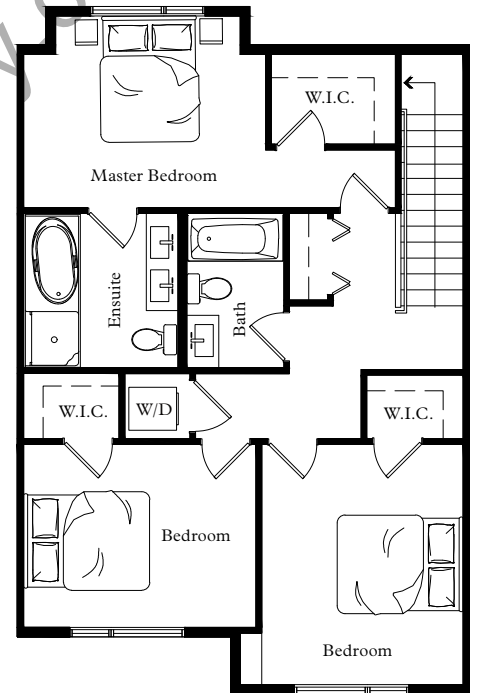 W.I.C.
Master Bedroom
Ensuite
Bath
W.I.C.
W/D
W.I.C.
Bedroom
Bedroom